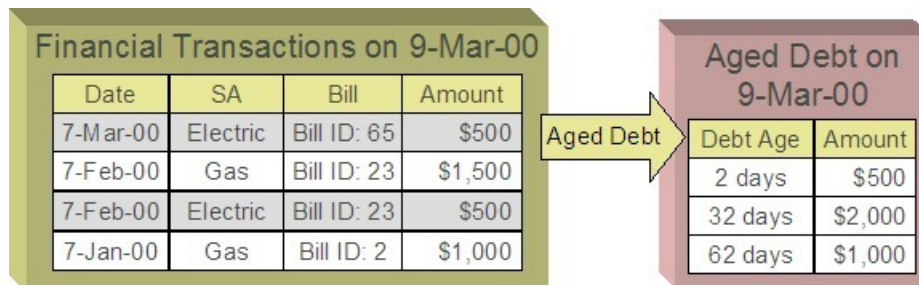 Financial Transactions on 9-Mar-00
Date SA Bill Amount
7-Mar-00 Electric Bill ID: 65 $500
7-Feb-00 Gas Bill ID: 23 $1,500
7-Feb-00 Electric Bill ID: 23 $500
7-Jan-00 Gas Bill ID: 2 $1,000
Aged Debt
Aged Debt on
9-Mar-00
Debt Age Amount
2 days $500
32 days $2,000
62 days $1,000